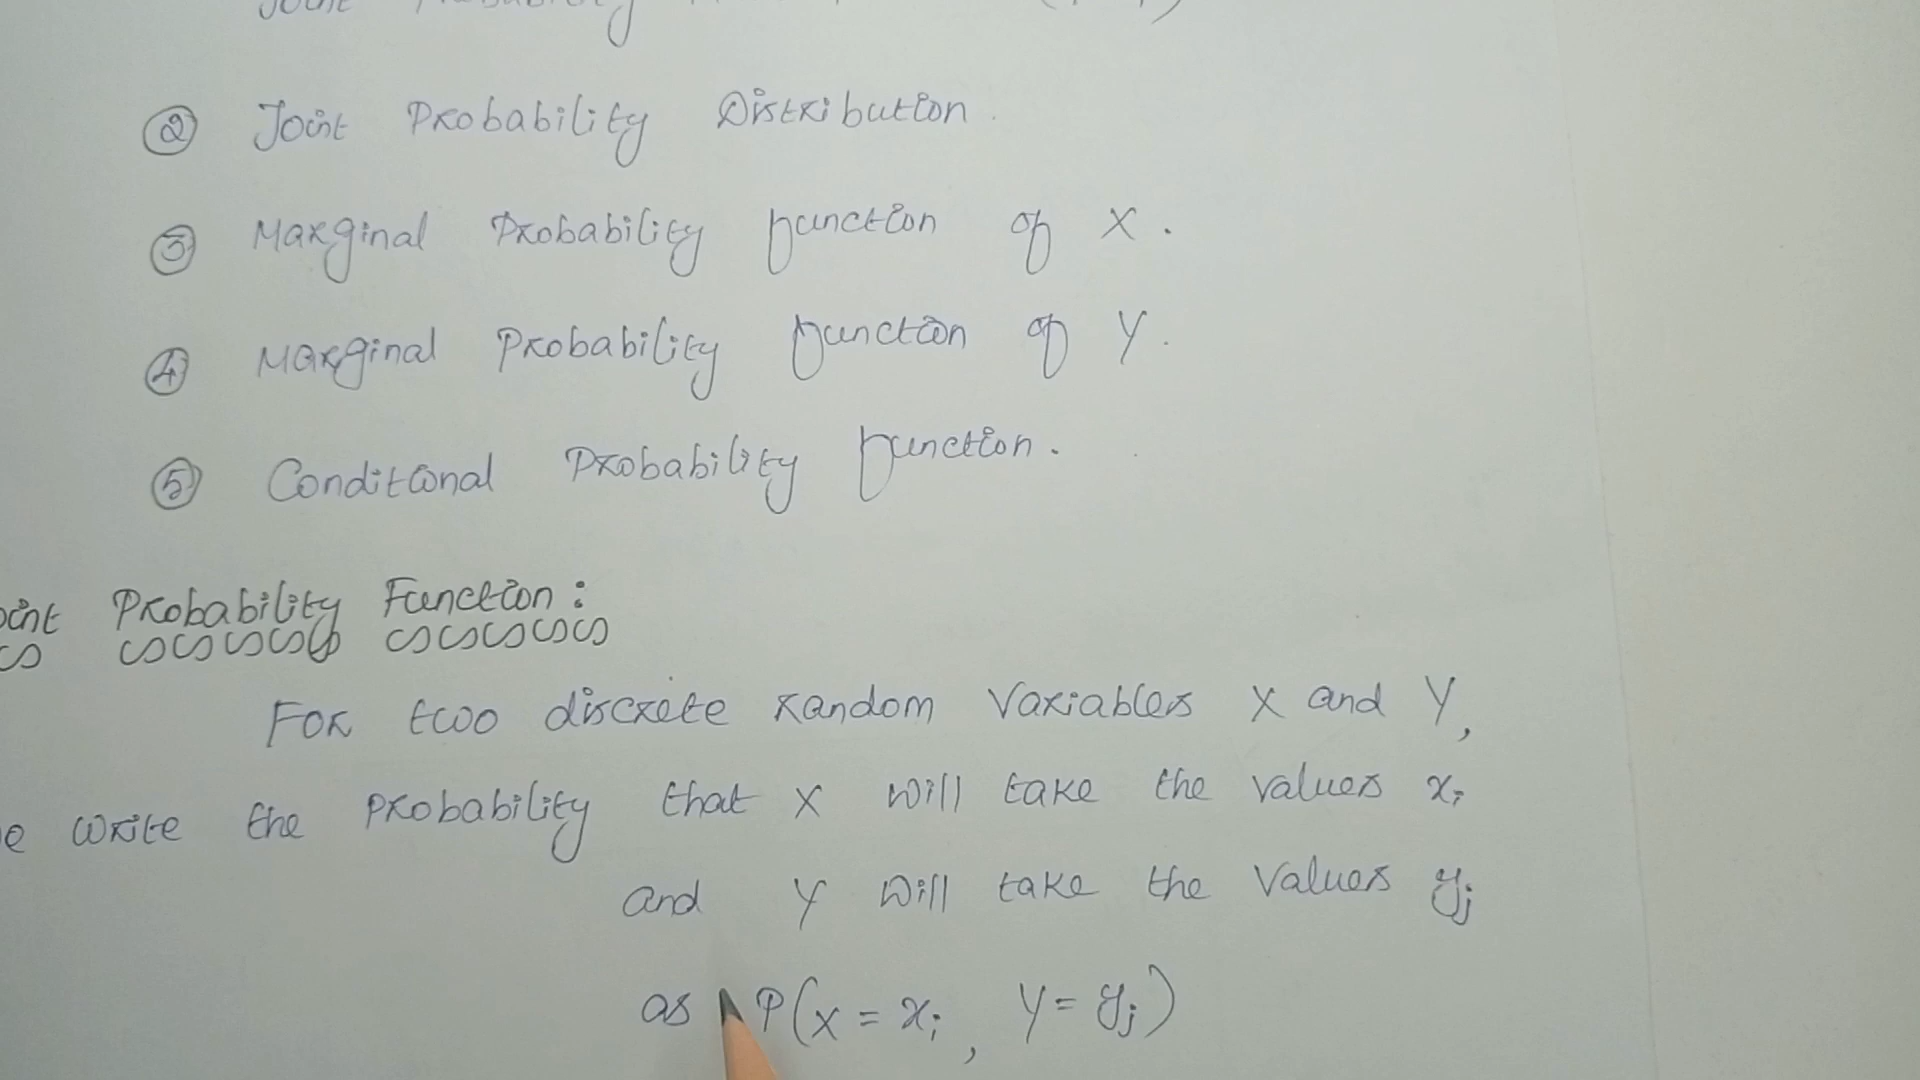 ② Joint Probability Distribution.
③ Marginal Probability function of X.
④ Marginal Probability function of Y.
⑤ Conditional Probability function.
Probability Function:
For two discrete random variables X and Y,
write the probability that X will take the values xi
and Y will take the values yj
as P(X = xi, Y = yj)